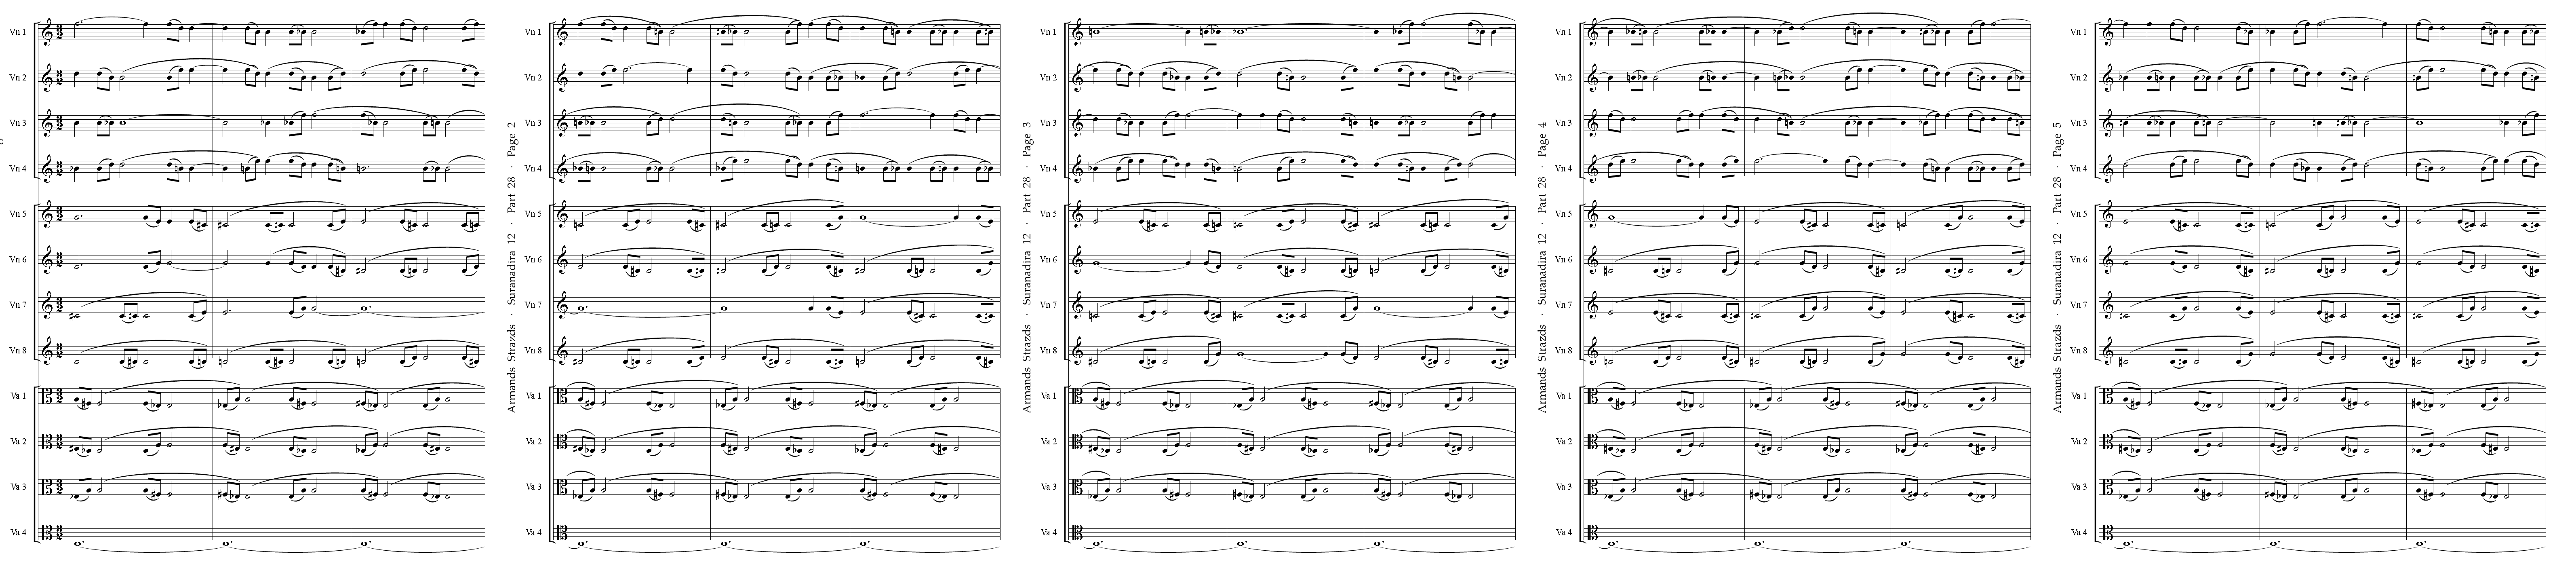 Vn 1
Vn 2
Vn 3
Vn 4
Vn 5
Vn 6
Vn 7
Vn 8
Va 1
Va 2
Va 3
Va 4
Armands Strazds · Suranadira 12 · Part 28 · Page 2
Vn 1
Vn 2
Vn 3
Vn 4
Vn 5
Vn 6
Vn 7
Vn 8
Va 1
Va 2
Va 3
Va 4
Armands Strazds · Suranadira 12 · Part 28 · Page 3
Vn 1
Vn 2
Vn 3
Vn 4
Vn 5
Vn 6
Vn 7
Vn 8
Va 1
Va 2
Va 3
Va 4
Armands Strazds · Suranadira 12 · Part 28 · Page 4
Vn 1
Vn 2
Vn 3
Vn 4
Vn 5
Vn 6
Vn 7
Vn 8
Va 1
Va 2
Va 3
Va 4
Armands Strazds · Suranadira 12 · Part 28 · Page 5
Vn 1
Vn 2
Vn 3
Vn 4
Vn 5
Vn 6
Vn 7
Vn 8
Va 1
Va 2
Va 3
Va 4